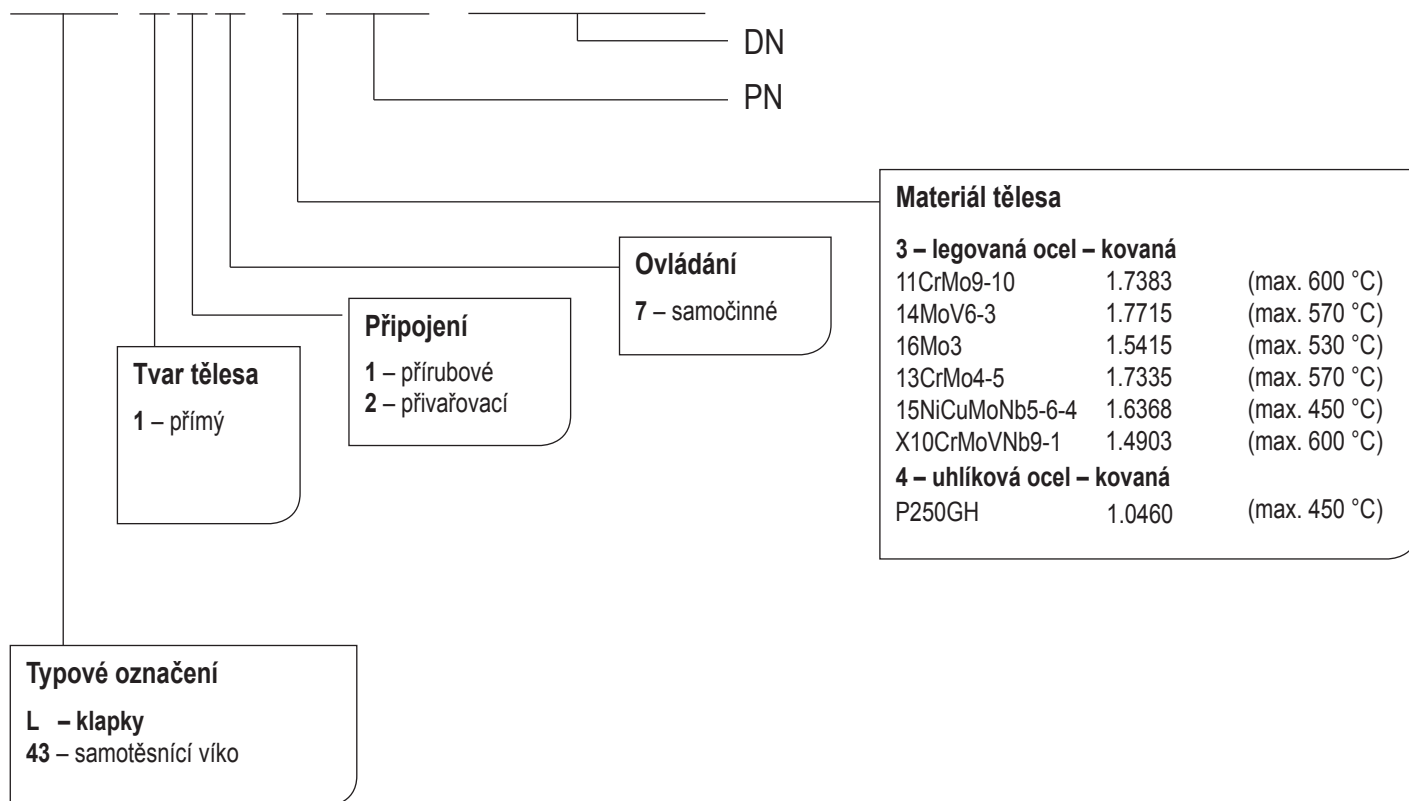 DN
PN
Materiál tělesa
3 – legovaná ocel – kovaná
11CrMo9-10 1.7383 (max. 600 °C)
14MoV6-3 1.7715 (max. 570 °C)
16Mo3 1.5415 (max. 530 °C)
13CrMo4-5 1.7335 (max. 570 °C)
15NiCuMoNb5-6-4 1.6368 (max. 450 °C)
X10CrMoVNb9-1 1.4903 (max. 600 °C)
4 – uhlíková ocel – kovaná
P250GH 1.0460 (max. 450 °C)
Ovládání
7 – samočinné
Připojení
1 – přírubové
2 – přivařovací
Tvar tělesa
1 – přímý
Typové označení
L – klapky
43 – samotěsnící víko